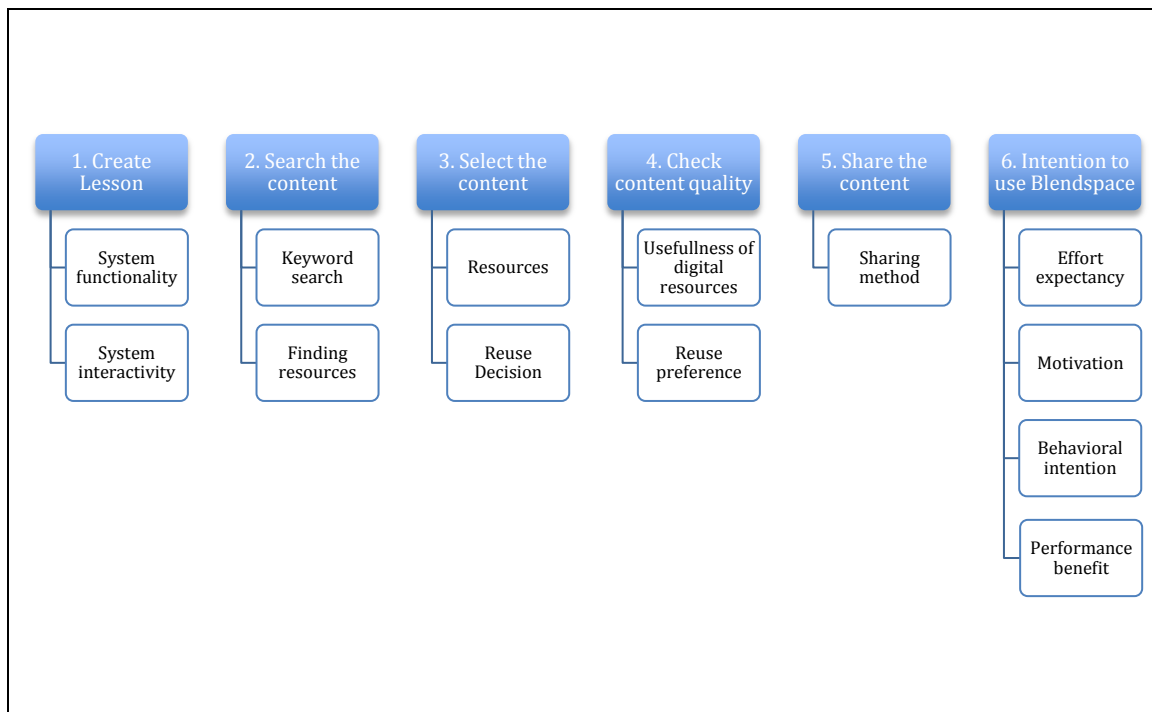 1. Create
Lesson
System
functionality
System
interactivity
2. Search the
content
Keyword
search
Finding
resources
3. Select the
content
Resources
Reuse
Decision
4. Check
content quality
Usefullness of
digital
resources
Reuse
preference
5. Share the
content
Sharing
method
6. Intention to
use Blendspace
Effort
expectancy
Motivation
Behavioral
intention
Performance
benefit